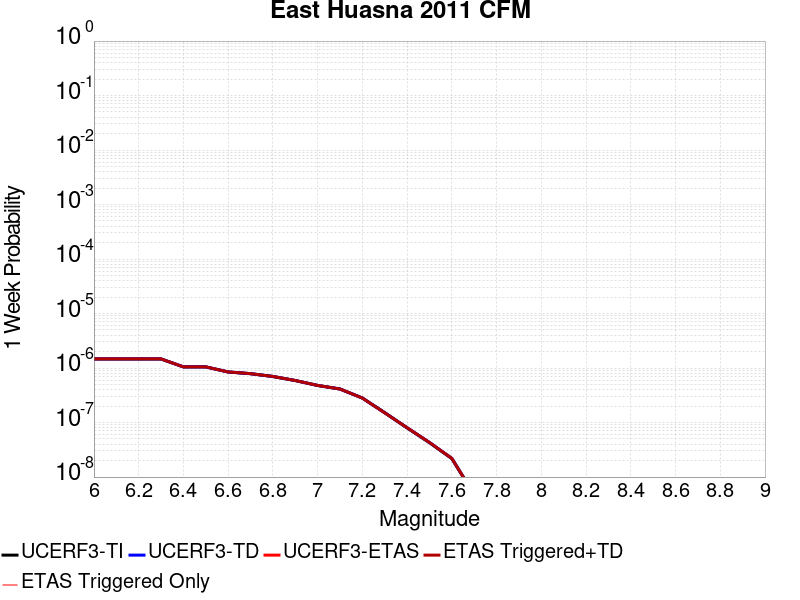 East Huasna 2011 CFM
10^0
10^-1
10^-2
10^-3
10^-4
10^-5
10^-6
10^-7
10^-8
1 Week Probability
6 6.2 6.4 6.6 6.8 7 7.2 7.4 7.6 7.8 8 8.2 8.4 8.6 8.8 9
Magnitude
UCERF3-TI UCERF3-TD UCERF3-ETAS ETAS Triggered+TD
ETAS Triggered Only